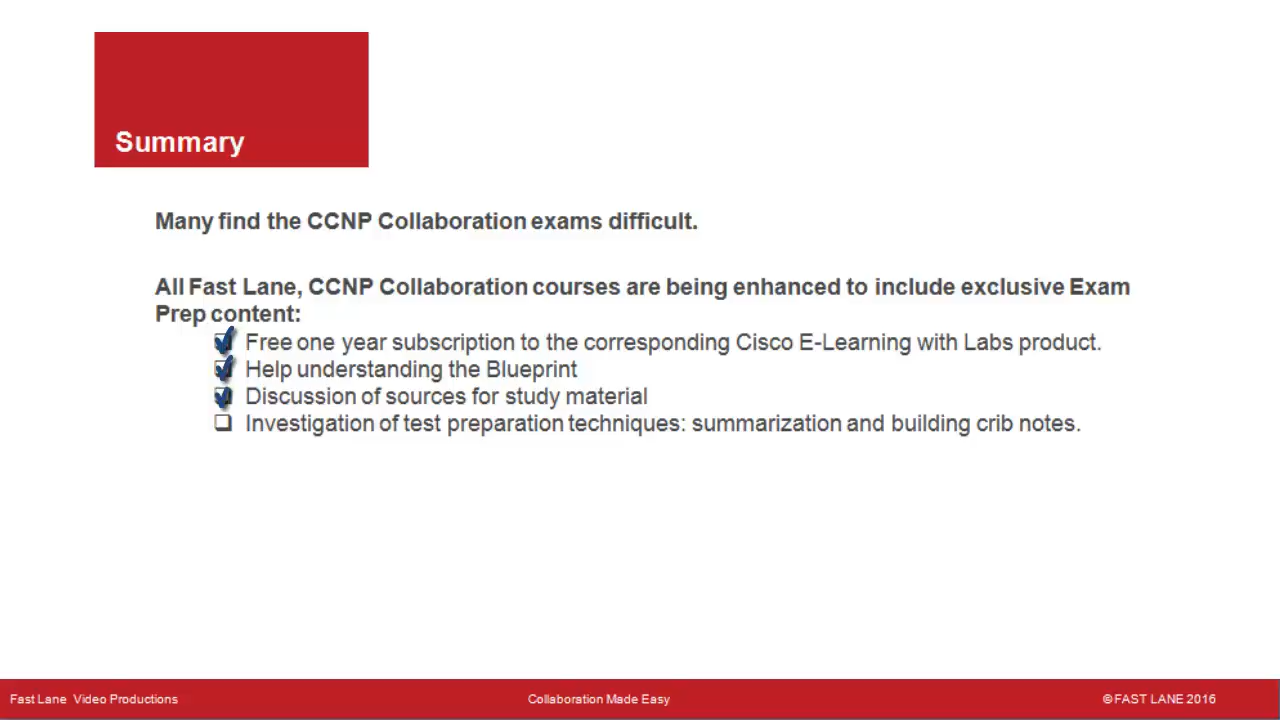 Summary
Many find the CCNP Collaboration exams difficult.
All Fast Lane, CCNP Collaboration courses are being enhanced to include exclusive Exam
Prep content:
Free one year subscription to the corresponding Cisco E-Learning with Labs product.
Help understanding the Blueprint
Discussion of sources for study material
Investigation of test preparation techniques: summarization and building crib notes.
Fast Lane Video Productions
Collaboration Made Easy
© FAST LANE 2016